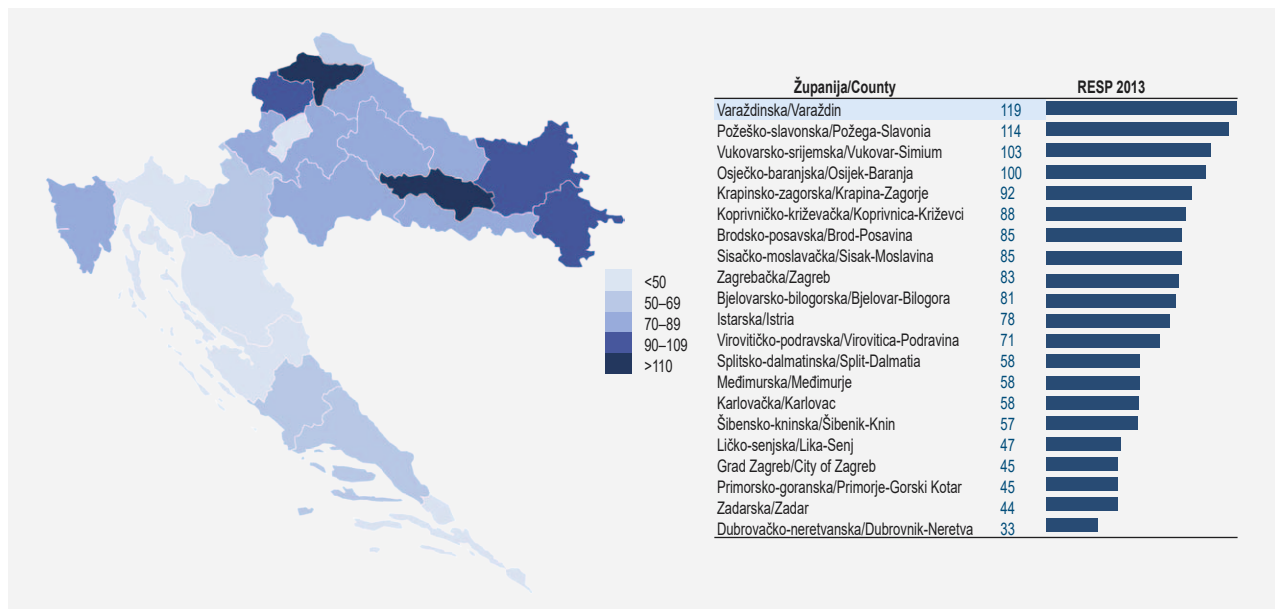 Županija/County RESP 2013
Varaždinska/Varaždin 119
Požeško-slavonska/Požega-Slavonia 114
Vukovarsko-srijemska/Vukovar-Simium 103
Osječko-baranjska/Osijek-Baranja 100
Krapinsko-zagorska/Krapina-Zagorje 92
Koprivničko-križevačka/Koprivnica-Križevci 88
Brodsko-posavska/Brod-Posavina 85
Sisačko-moslavačka/Sisak-Moslavina 85
Zagrebačka/Zagreb 83
Bjelovarsko-bilogorska/Bjelovar-Bilogora 81
Istarska/Istria 78
Virovitičko-podravska/Virovitica-Podravina 71
Splitsko-dalmatinska/Split-Dalmatia 58
Međimurska/Međimurje 58
Karlovačka/Karlovac 58
Šibensko-kninska/Šibenik-Knin 57
Ličko-senjska/Lika-Senj 47
Grad Zagreb/City of Zagreb 45
Primorsko-goranska/Primorje-Gorski Kotar 45
Zadarska/Zadar 44
Dubrovačko-neretvanska/Dubrovnik-Neretva 33
<50
50–69
70–89
90–109
>110